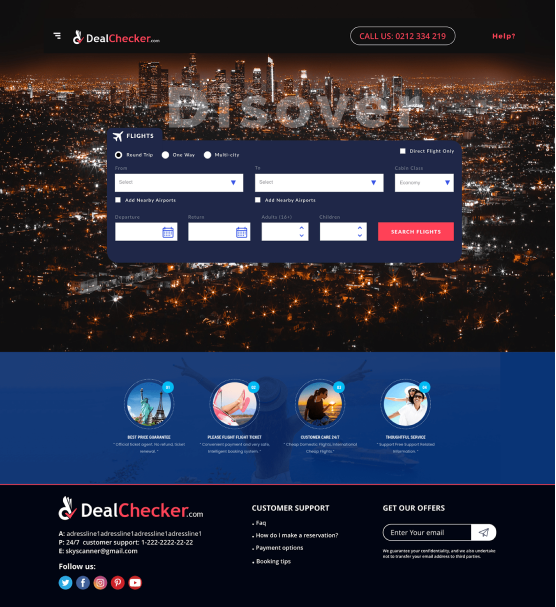 DealChecker.com
CALL US: 0212 334 219
Help?
Disover
FLIGHTS
Round Trip
One Way
Multi-city
Direct Flight Only
From
To
Cabin Class
Select
Select
Economy
Add Nearby Airports
Add Nearby Airports
Departure
Return
Adults (16+)
Children
SEARCH FLIGHTS
01
02
03
04
BEST PRICE GUARANTEE
" Official ticket agent. No refund. Seen
renewal. "
PLEASE FLIGHT FLIGHT TICKET
" Convenient payment and very safe,
Intelligent booking system. "
CUSTOMER CARE 24/7
" Cheap Domestic Flights,International
Cheap Flights "
THOUGHTFUL SERVICE
" Support Free Support Related
Information. "
DealChecker.com
A: adressline1adressline1adressline1adressline1
P: 24/7 customer support: 1-222-2222-22-22
E: skyscanner@gmail.com
Follow us:
CUSTOMER SUPPORT
Faq
How do I make a reservation?
Payment options
Booking tips
GET OUR OFFERS
Enter Your email
We guarantee your confidentiality, and we also undertake
not to transfer your email address to third parties.